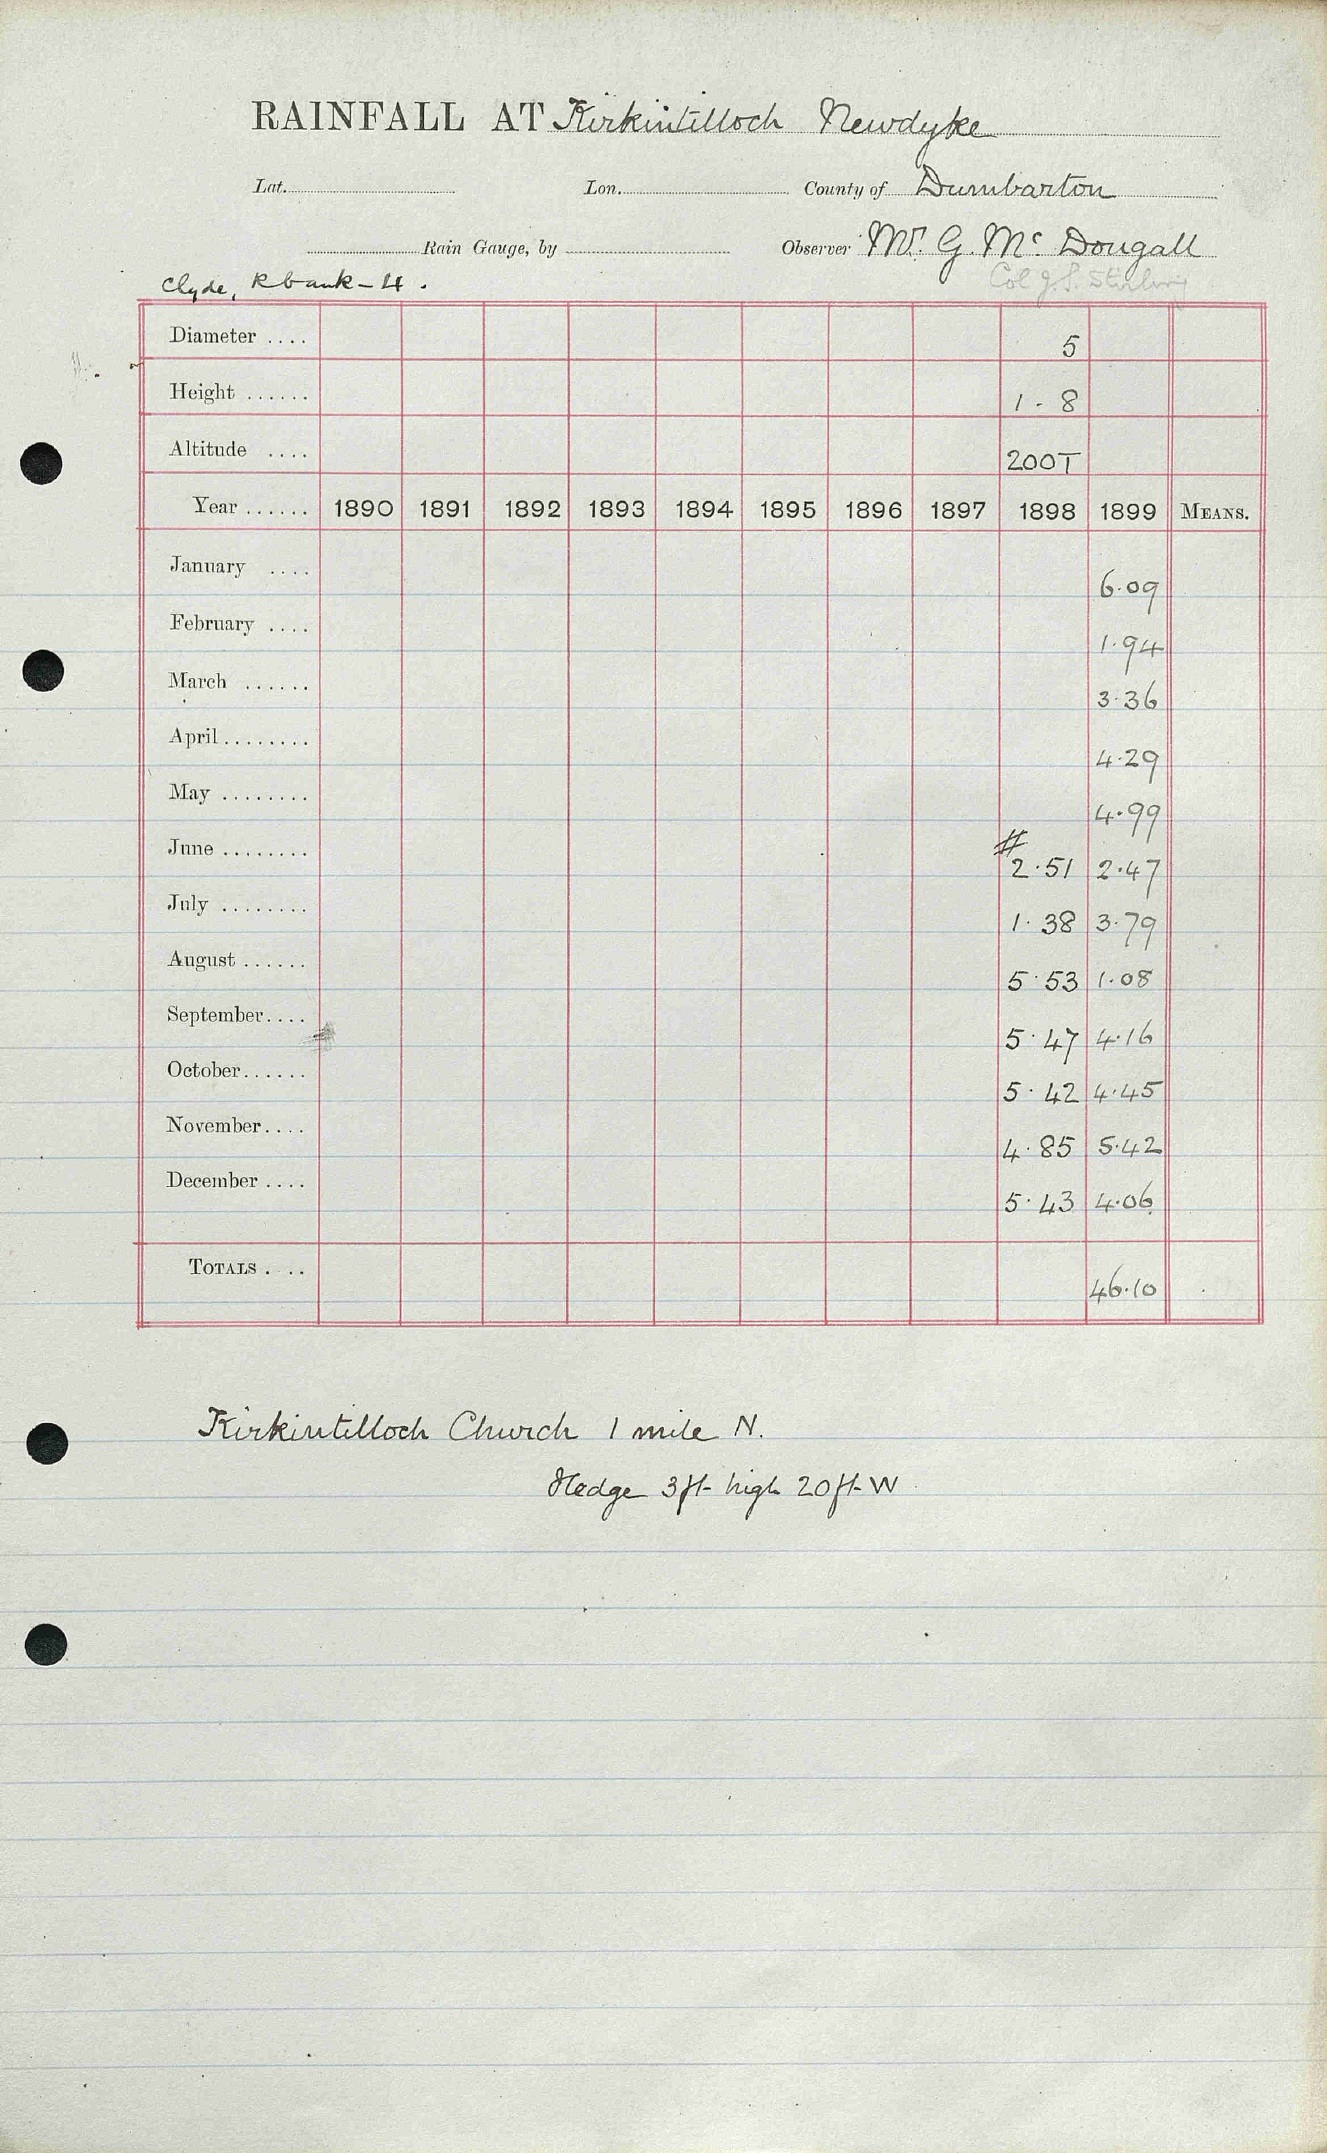 RAINFALL AT Kirkintilloch Newdyke
Lat. Lon. County of Dumbarton
Rain Gauge, by Observer Mr. G. Mc Dougall
Clyde, R bank - 4. Col J. S. Stirling
Diameter .... 5
Height ...... 1 - 8
Altitude .... 200T
Year ...... 1890 1891 1892 1893 1894 1895 1896 1897 1898 1899 MEANS.
January .... 6.09
February .... 1.94
March ...... 3.36
April........ 4.29
May ........ 4.99
June ........ # 2.51 2.47
July ........ 1.38 3.79
August ...... 5.53 1.08
September.... 5.47 4.16
October...... 5.42 4.45
November.... 4.85 5.42
December .... 5.43 4.06
TOTALS .... 46.10
Kirkintilloch Church 1 mile N.
Hedge 3ft high 20ft W